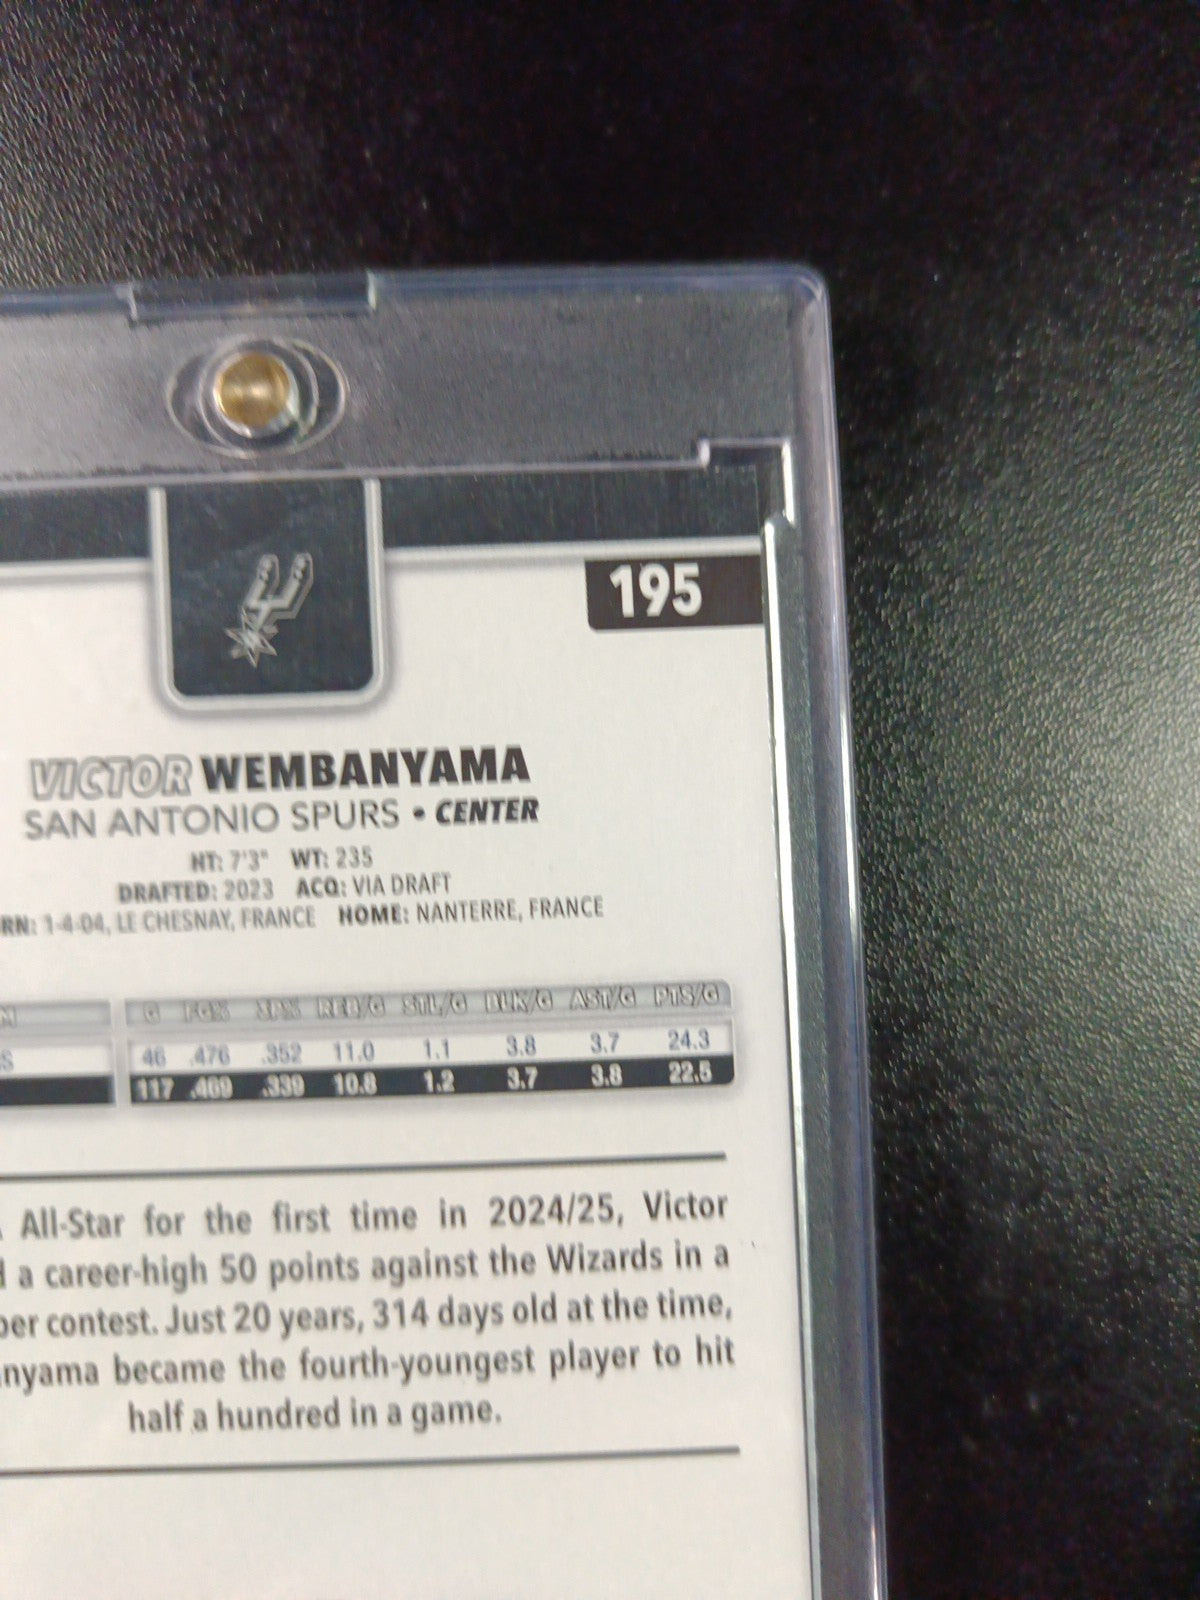 195
VICTOR WEMBANYAMA
SAN ANTONIO SPURS • CENTER
HT: 7'3" WT: 235
DRAFTED: 2023 ACQ: VIA DRAFT
RN: 1-4-04, LE CHESNAY, FRANCE HOME: NANTERRE, FRANCE
M G FG% 3P% REB/G STL/G BLK/G AST/G PTS/G
S 46 .476 .352 11.0 1.1 3.8 3.7 24.3
117 .469 .339 10.8 1.2 3.7 3.8 22.5
All-Star for the first time in 2024/25, Victor
d a career-high 50 points against the Wizards in a
ber contest. Just 20 years, 314 days old at the time,
nyama became the fourth-youngest player to hit
half a hundred in a game.